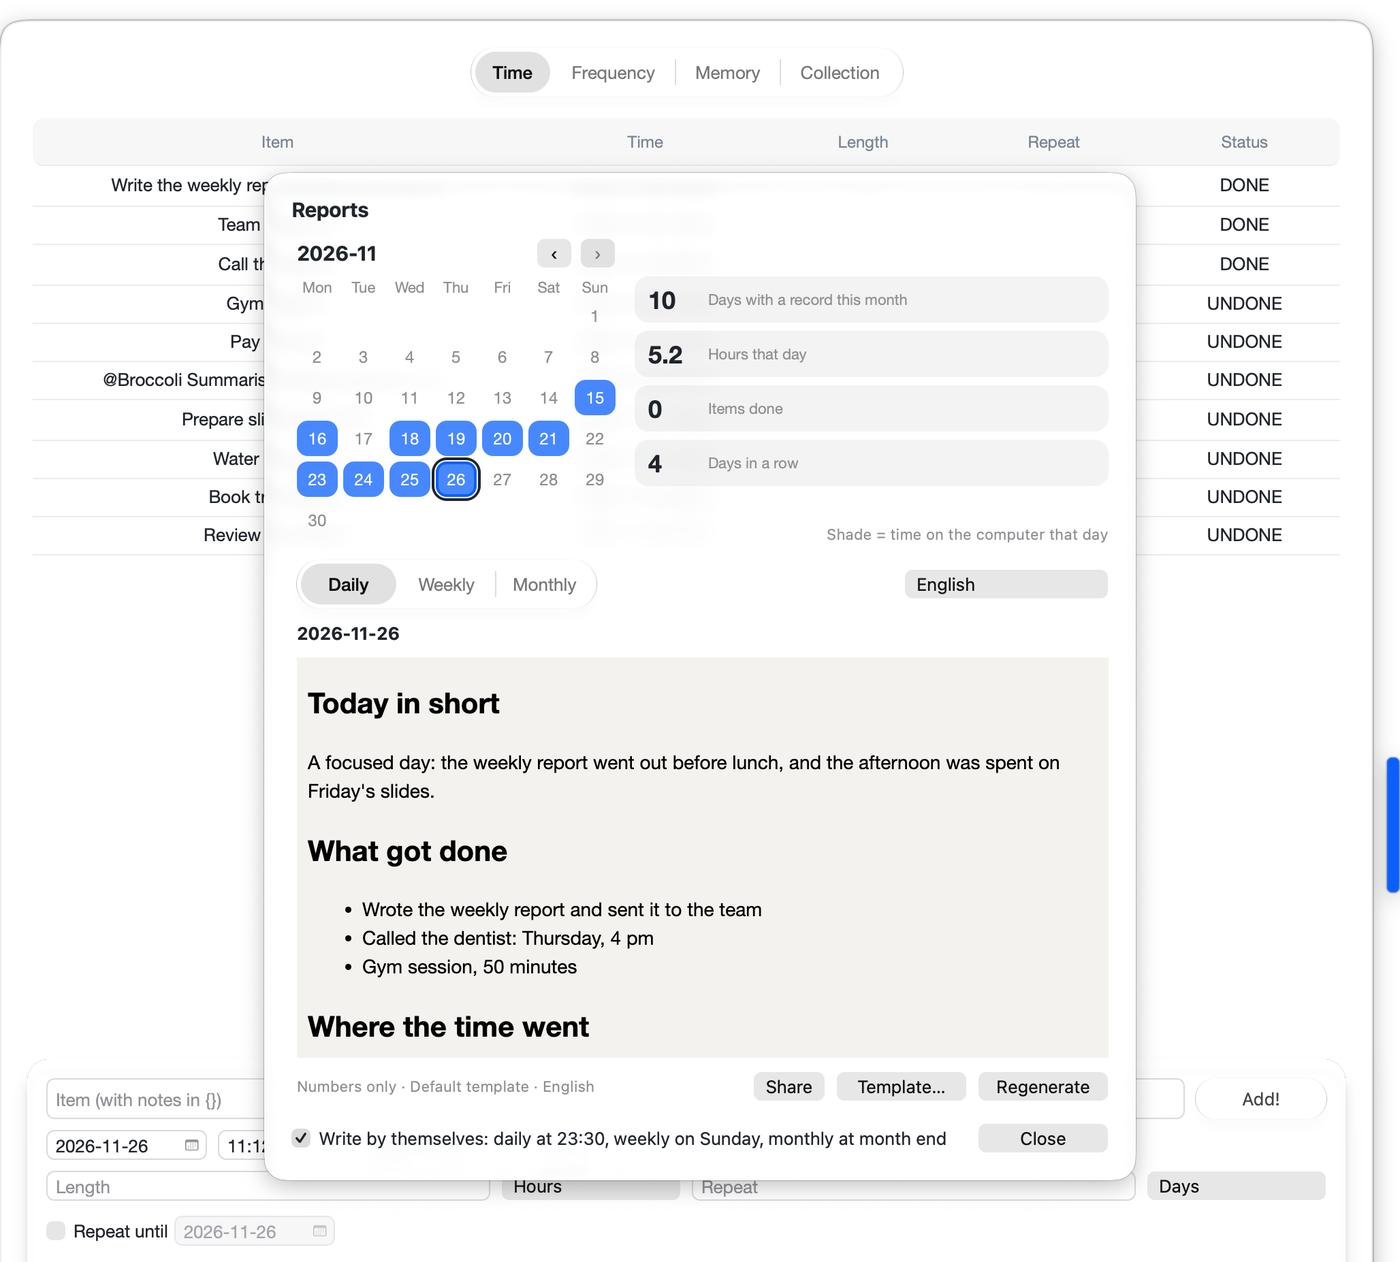 Time Frequency Memory Collection
Item Time Length Repeat Status
Write the weekly rep DONE
Team DONE
Call th DONE
Gym UNDONE
Pay UNDONE
@Broccoli Summaris UNDONE
Prepare sli UNDONE
Water UNDONE
Book tr UNDONE
Review UNDONE
Reports
2026-11 ‹ ›
Mon Tue Wed Thu Fri Sat Sun
1
2 3 4 5 6 7 8
9 10 11 12 13 14 15
16 17 18 19 20 21 22
23 24 25 26 27 28 29
30
10 Days with a record this month
5.2 Hours that day
0 Items done
4 Days in a row
Shade = time on the computer that day
Daily Weekly Monthly English
2026-11-26
Today in short
A focused day: the weekly report went out before lunch, and the afternoon was spent on
Friday's slides.
What got done
• Wrote the weekly report and sent it to the team
• Called the dentist: Thursday, 4 pm
• Gym session, 50 minutes
Where the time went
Numbers only · Default template · English Share Template... Regenerate
Write by themselves: daily at 23:30, weekly on Sunday, monthly at month end Close
Item (with notes in {}) Add!
2026-11-26 11:12
Length Hours Repeat Days
Repeat until 2026-11-26